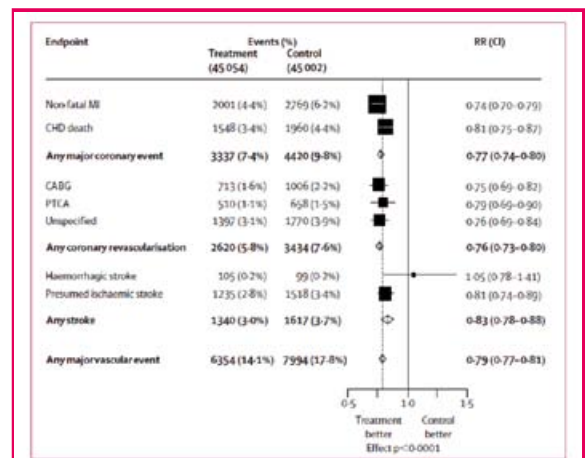 Endpoint Events (%) RR (CI)
Treatment Control
(45 054) (45 002)
Non-fatal MI 2001 (4·4%) 2769 (6·2%) 0·74 (0·70–0·79)
CHD death 1548 (3·4%) 1960 (4·4%) 0·81 (0·75–0·87)
Any major coronary event 3337 (7·4%) 4420 (9·8%) 0·77 (0·74–0·80)
CABG 713 (1·6%) 1006 (2·2%) 0·75 (0·69–0·82)
PTCA 510 (1·1%) 658 (1·5%) 0·79 (0·69–0·90)
Unspecified 1397 (3·1%) 1770 (3·9%) 0·76 (0·69–0·84)
Any coronary revascularisation 2620 (5·8%) 3434 (7·6%) 0·76 (0·73–0·80)
Haemorrhagic stroke 105 (0·2%) 99 (0·2%) 1·05 (0·78–1·41)
Presumed ischaemic stroke 1235 (2·8%) 1518 (3·4%) 0·81 (0·74–0·89)
Any stroke 1340 (3·0%) 1617 (3·7%) 0·83 (0·78–0·88)
Any major vascular event 6354 (14·1%) 7994 (17·8%) 0·79 (0·77–0·81)
0·5 1·0 1·5
Treatment Control
better better
Effect p<0·0001